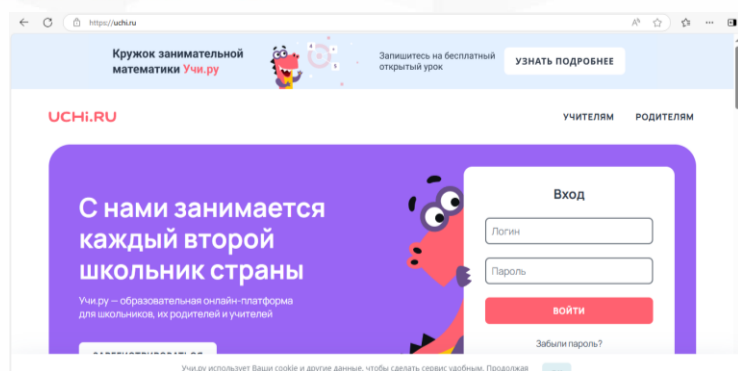 https://uchi.ru
Кружок занимательной
математики Учи.ру
Запишитесь на бесплатный
открытый урок
УЗНАТЬ ПОДРОБНЕЕ
UCHi.RU
УЧИТЕЛЯМ РОДИТЕЛЯМ
С нами занимается
каждый второй
школьник страны
Учи.ру – образовательная онлайн-платформа
для школьников, их родителей и учителей
ЗАРЕГИСТРИРОВАТЬСЯ
Вход
Логин
Пароль
ВОЙТИ
Забыли пароль?
Учи.ру использует Ваши cookie и другие данные, чтобы сделать сервис удобным. Продолжая